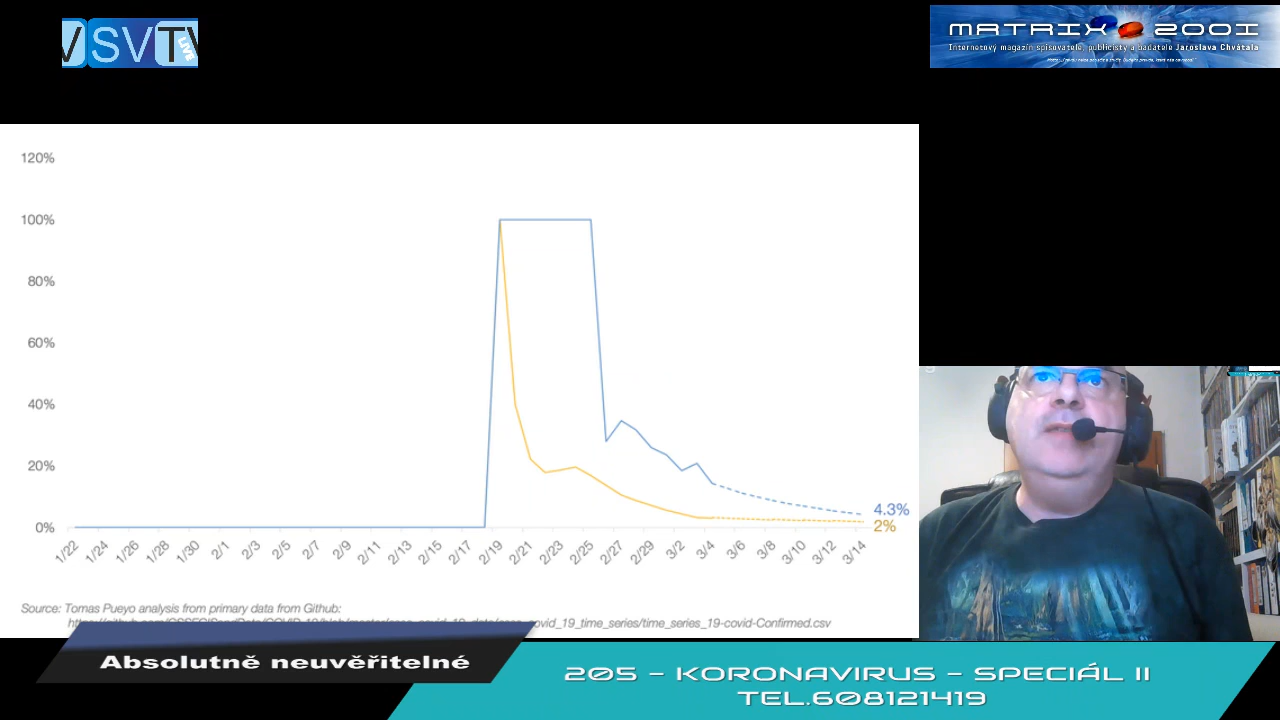 V SVTV
LIVE
MATRIX 2001
Internetový magazín spisovatele, publicisty a badatele Jaroslava Chvátala
120%
100%
80%
60%
40%
20%
0%
4.3%
2%
1/22 1/24 1/26 1/28 1/30 2/1 2/3 2/5 2/7 2/9 2/11 2/13 2/15 2/17 2/19 2/21 2/23 2/25 2/27 2/29 3/2 3/4 3/6 3/8 3/10 3/12 3/14
Source: Tomas Pueyo analysis from primary data from Github:
ovid_19_time_series/time_series_19-covid-Confirmed.csv
Absolutně neuvěřitelné
205 - KORONAVIRUS - SPECIÁL II
TEL.608121419